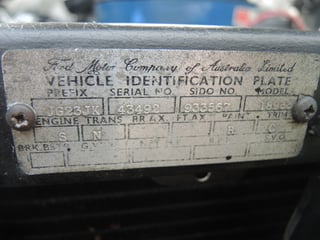 Ford Motor Company of Australia Limited
VEHICLE IDENTIFICATION PLATE
PREFIX SERIAL NO. SIDO NO. MODEL
43492 933567
ENGINE TRANS BR.AX FT.AX PAINT TRIM
S N R C